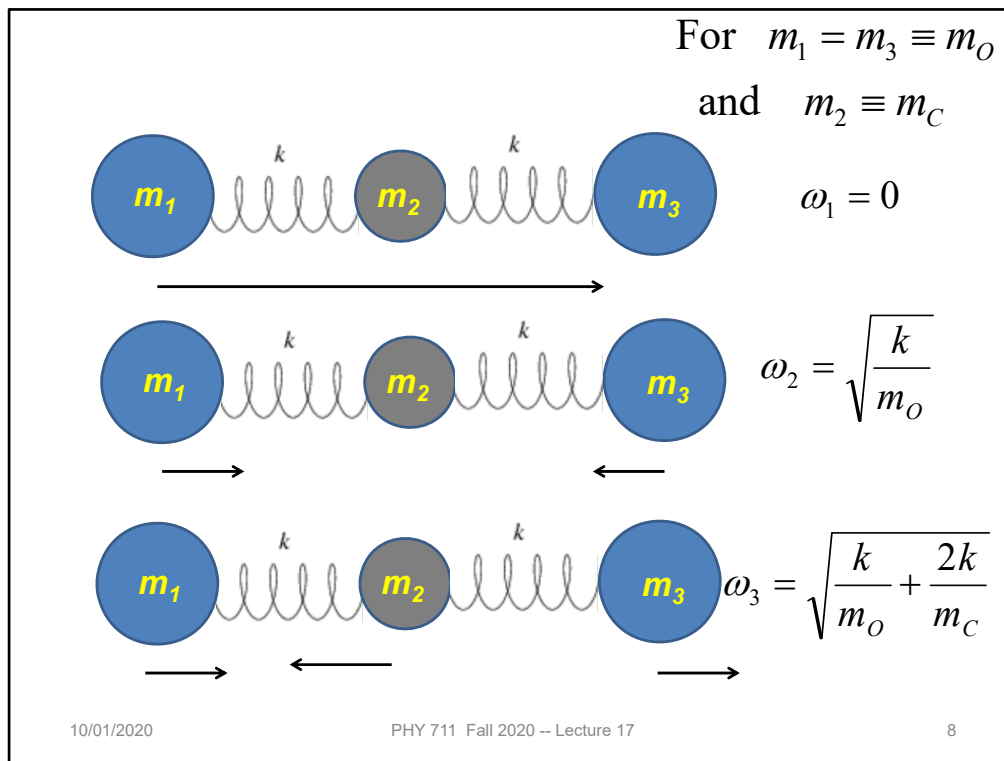 For m₁ = m₃ ≡ m_O
and m₂ ≡ m_C
k k
m₁ m₂ m₃
ω₁ = 0
k k
m₁ m₂ m₃
ω₂ = √(k/m_O)
k k
m₁ m₂ m₃
ω₃ = √(k/m_O + 2k/m_C)
10/01/2020 PHY 711 Fall 2020 -- Lecture 17 8